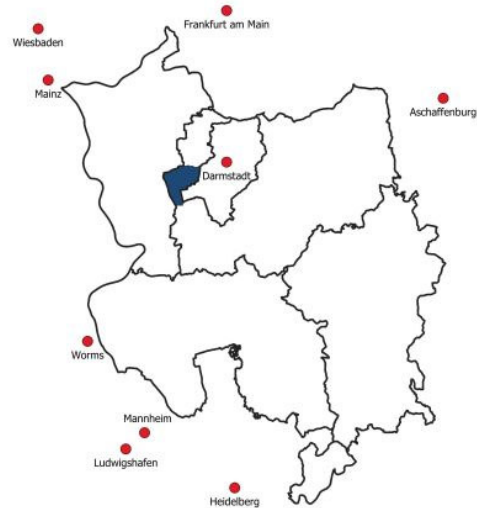 Frankfurt am Main
Wiesbaden
Mainz
Aschaffenburg
Darmstadt
Worms
Mannheim
Ludwigshafen
Heidelberg